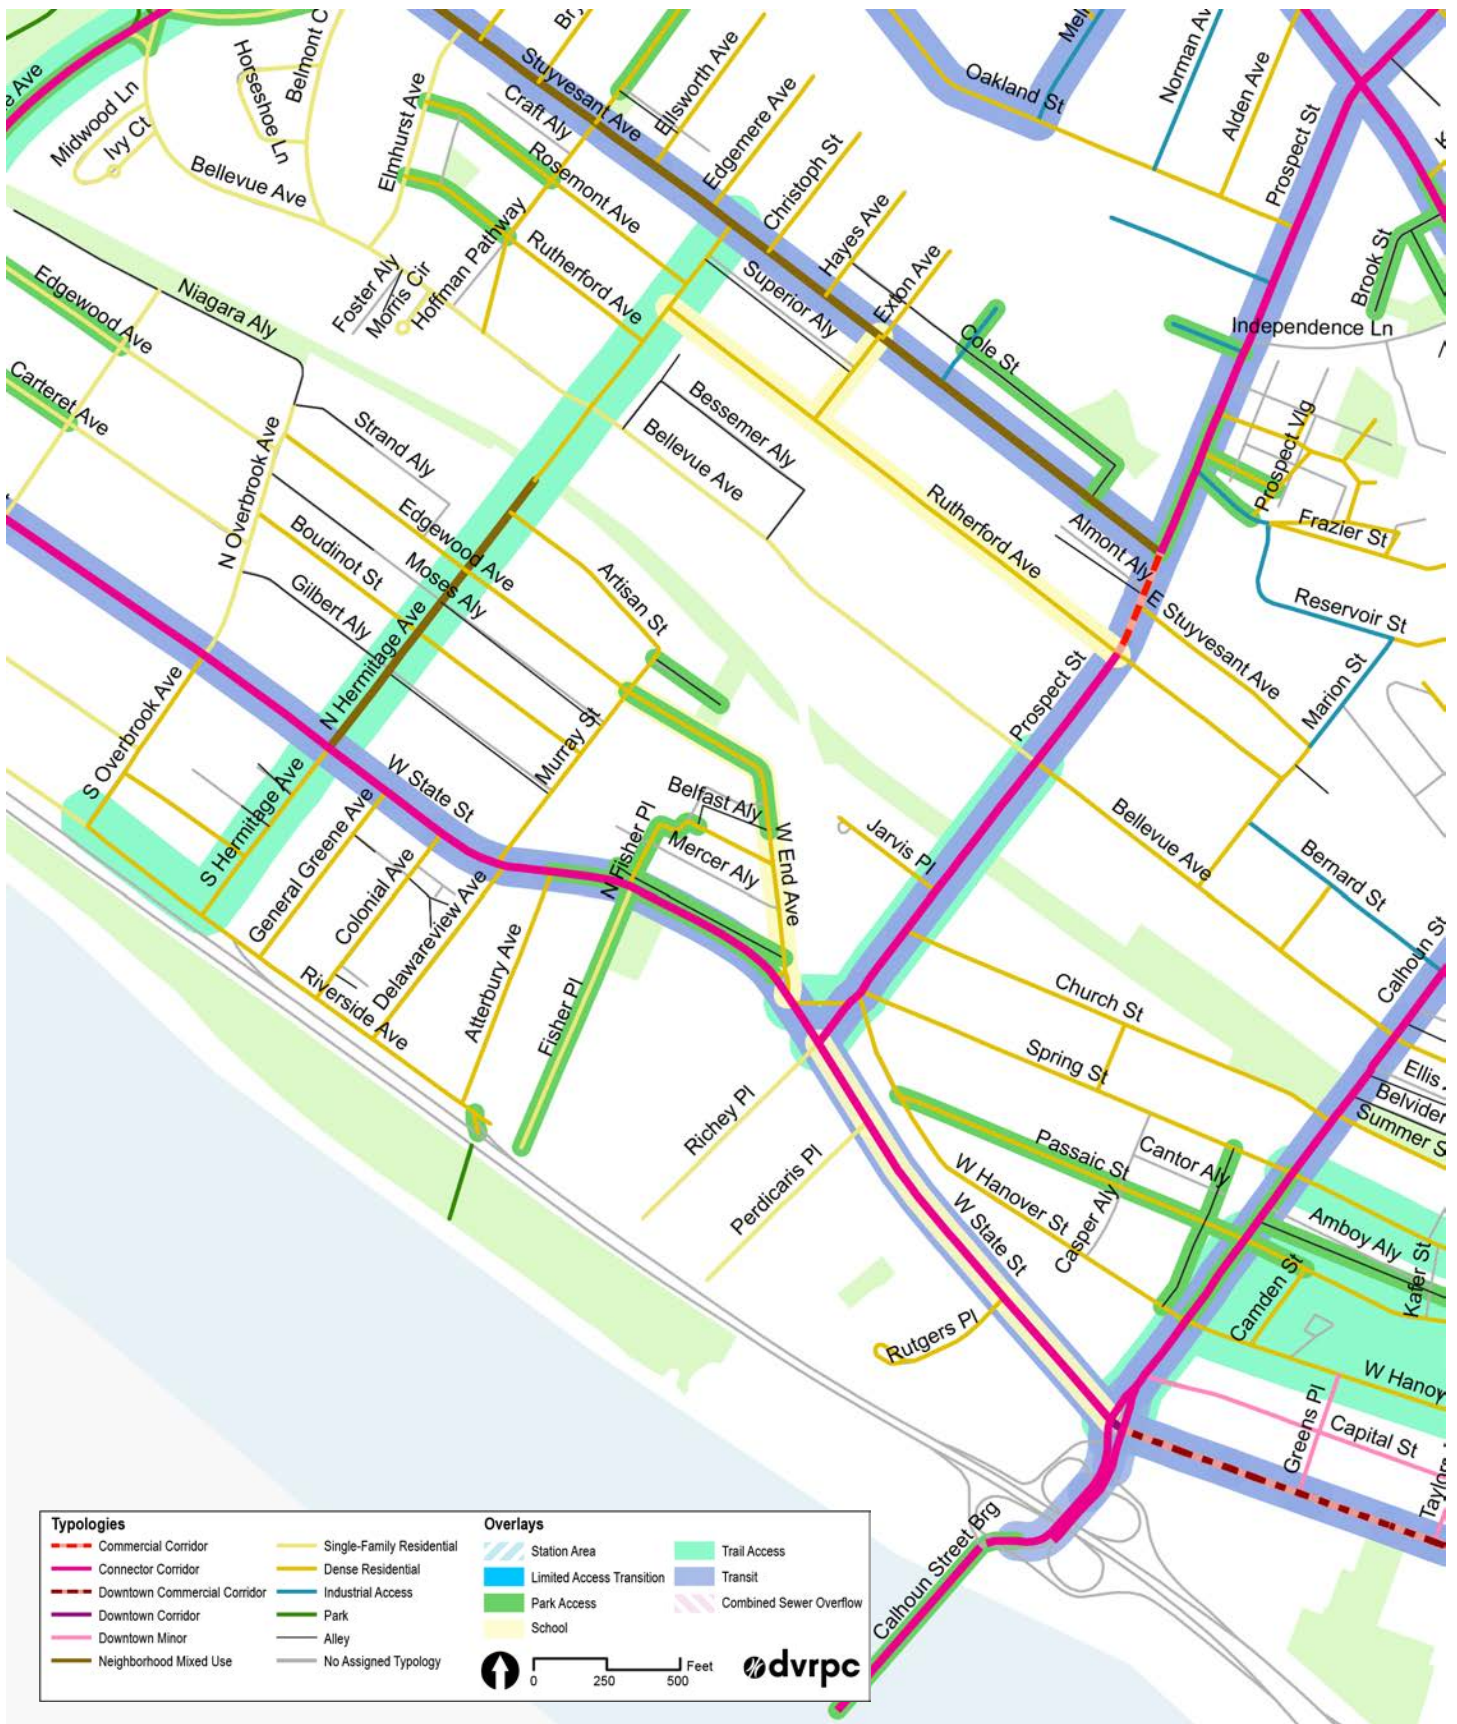 e Ave
Midwood Ln
Ivy Ct
Horseshoe Ln
Belmont C
Bellevue Ave
Elmhurst Ave
Stuyvesant Ave
Craft Aly
Ellsworth Ave
Edgemere Ave
Christoph St
Hayes Ave
Exton Ave
Oakland St
Norman Av
Alden Ave
Prospect St
Brook St
Independence Ln
Rosemont Ave
Rutherford Ave
Hoffman Pathway
Foster Aly
Morris Cir
Superior Aly
Cole St
Niagara Aly
Edgewood Ave
Carteret Ave
Strand Aly
N Overbrook Ave
Bessemer Aly
Bellevue Ave
Rutherford Ave
Almont Aly
Prospect Vlg
Frazier St
Reservoir St
E Stuyvesant Ave
Marion St
Edgewood Ave
Boudinot St
Moses Aly
Gilbert Aly
Artisan St
N Hermitage Ave
Prospect St
S Overbrook Ave
S Hermitage Ave
W State St
Murray St
General Greene Ave
Colonial Ave
Delawareview Ave
Riverside Ave
Atterbury Ave
N Fisher Pl
Fisher Pl
Belfast Aly
Mercer Aly
W End Ave
Jarvis Pl
Bellevue Ave
Bernard St
Calhoun St
Church St
Spring St
Ellis
Belvider
Summer S
Richey Pl
Perdicaris Pl
Passaic St
Cantor Aly
Casper Aly
W Hanover St
W State St
Amboy Aly
Kafer St
Camden St
Rutgers Pl
W Hanov
Greens Pl
Capital St
Taylor
Calhoun Street Brg
Typologies
Commercial Corridor
Connector Corridor
Downtown Commercial Corridor
Downtown Corridor
Downtown Minor
Neighborhood Mixed Use
Single-Family Residential
Dense Residential
Industrial Access
Park
Alley
No Assigned Typology
Overlays
Station Area
Limited Access Transition
Park Access
School
Trail Access
Transit
Combined Sewer Overflow
0 250 500 Feet
dvrpc